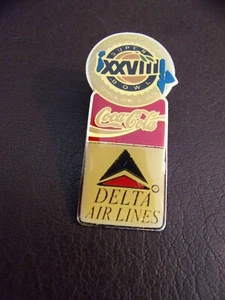 SUPER
XXVIII
BOWL
Coca-Cola
DELTA
AIR LINES